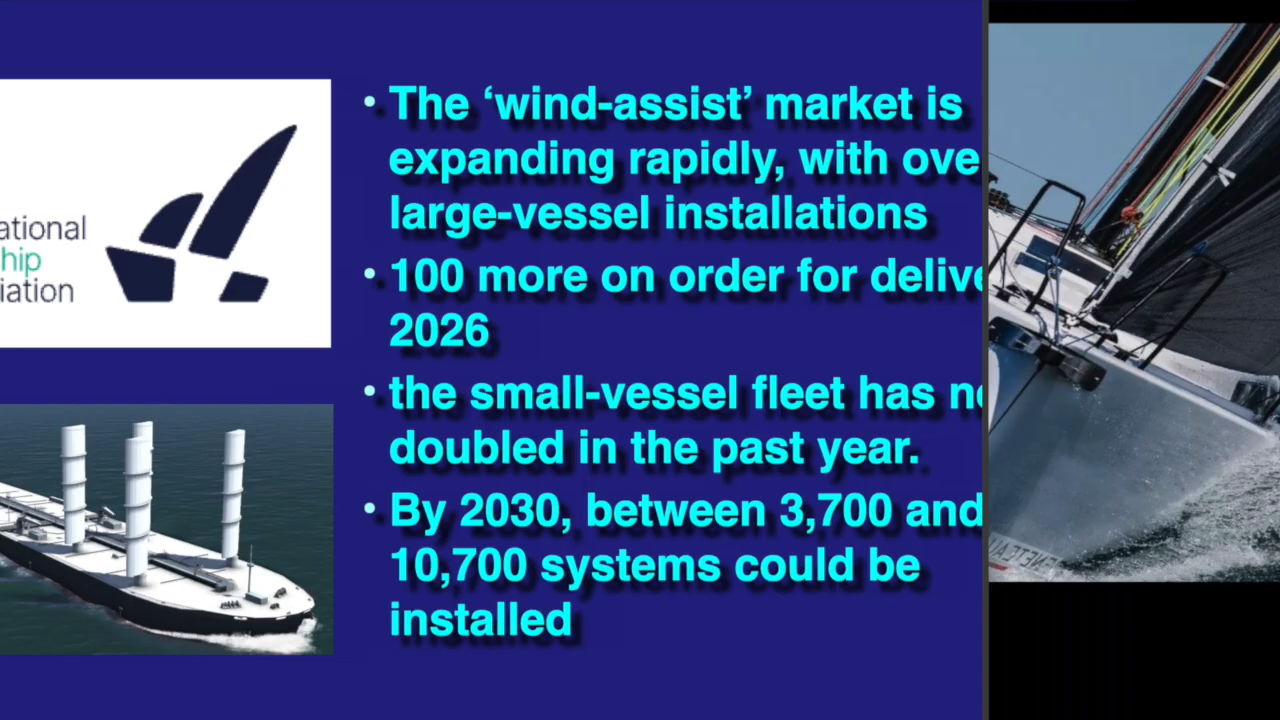 ational
hip
iation
• The ‘wind-assist’ market is
expanding rapidly, with ove
large-vessel installations
• 100 more on order for delive
2026
• the small-vessel fleet has ne
doubled in the past year.
• By 2030, between 3,700 and
10,700 systems could be
installed